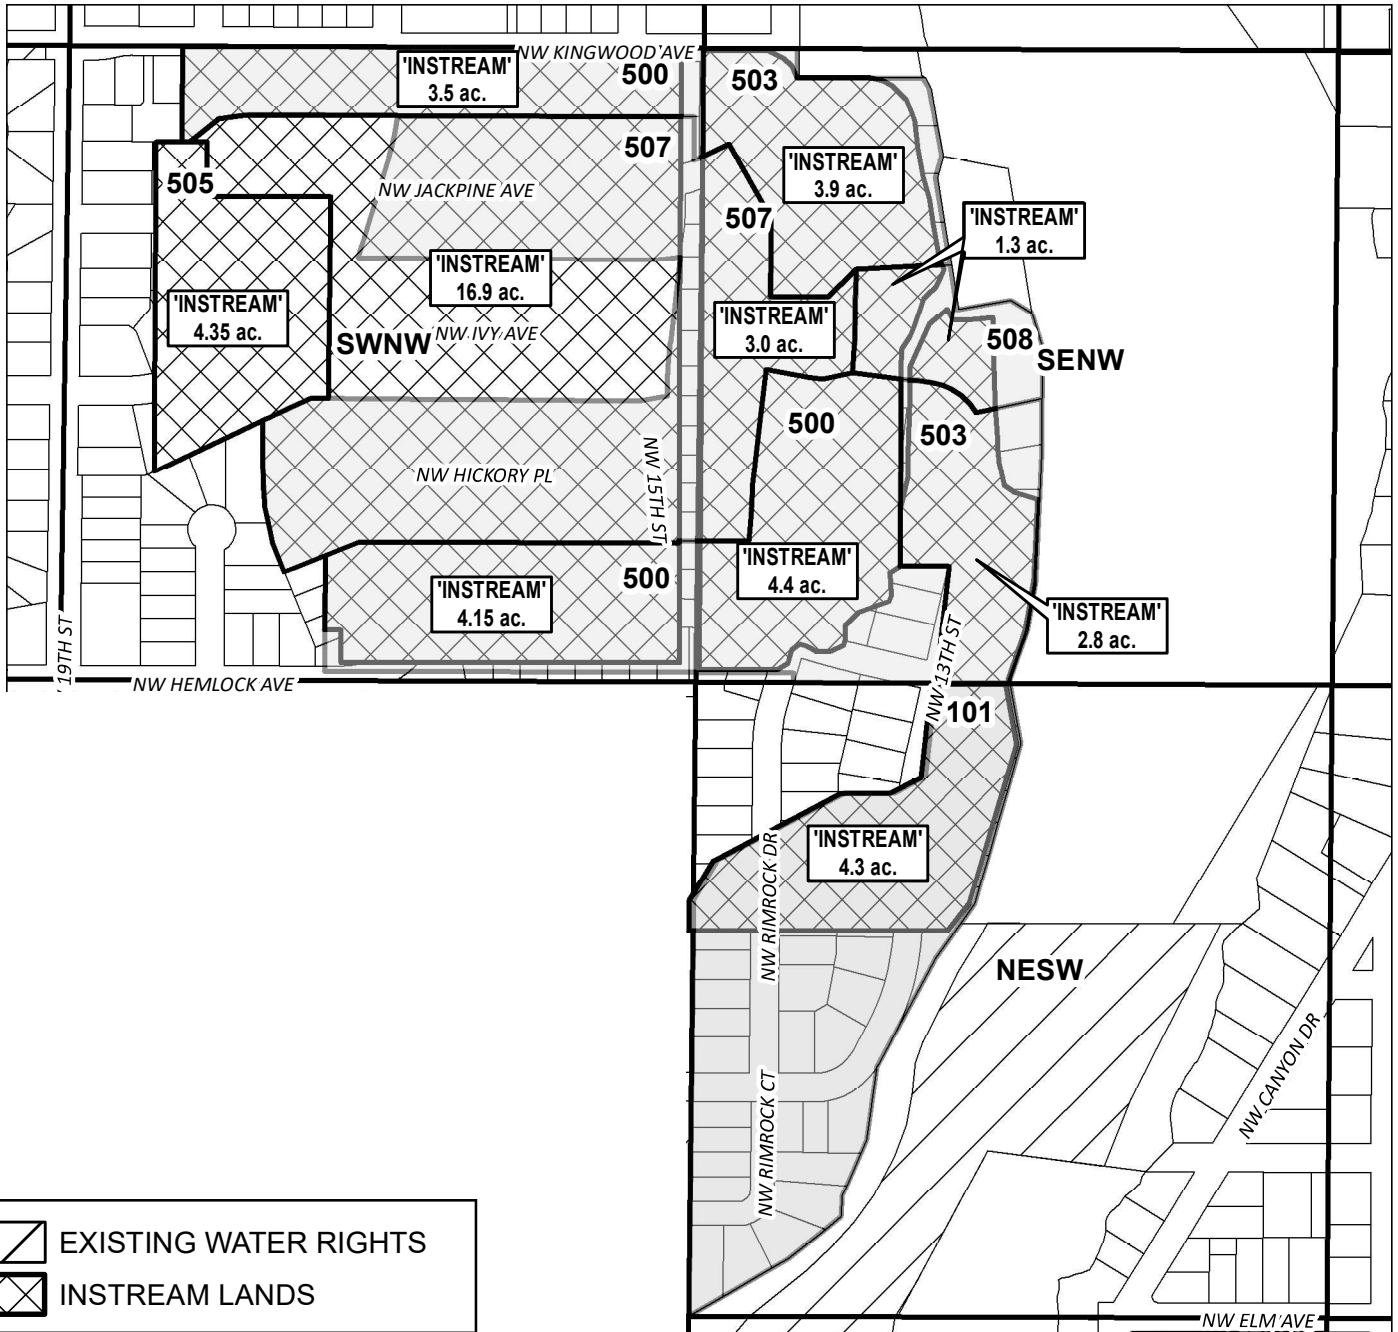 NW KINGWOOD AVE
'INSTREAM'
3.5 ac.
500
503
507
'INSTREAM'
3.9 ac.
505
NW JACKPINE AVE
507
'INSTREAM'
1.3 ac.
'INSTREAM'
16.9 ac.
'INSTREAM'
4.35 ac.
SWNW
NW IVY AVE
'INSTREAM'
3.0 ac.
508
SENW
500
503
NW HICKORY PL
NW 15TH ST
'INSTREAM'
4.4 ac.
500
'INSTREAM'
4.15 ac.
'INSTREAM'
2.8 ac.
19TH ST
NW HEMLOCK AVE
NW 13TH ST
101
'INSTREAM'
4.3 ac.
NW RIMROCK DR
NESW
NW CANYON DR
NW RIMROCK CT
EXISTING WATER RIGHTS
INSTREAM LANDS
NW ELM AVE